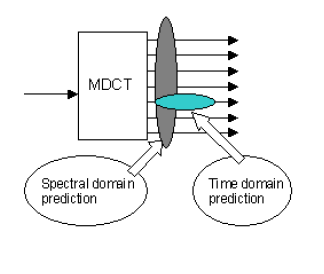 MDCT
Spectral domain
prediction
Time domain
prediction